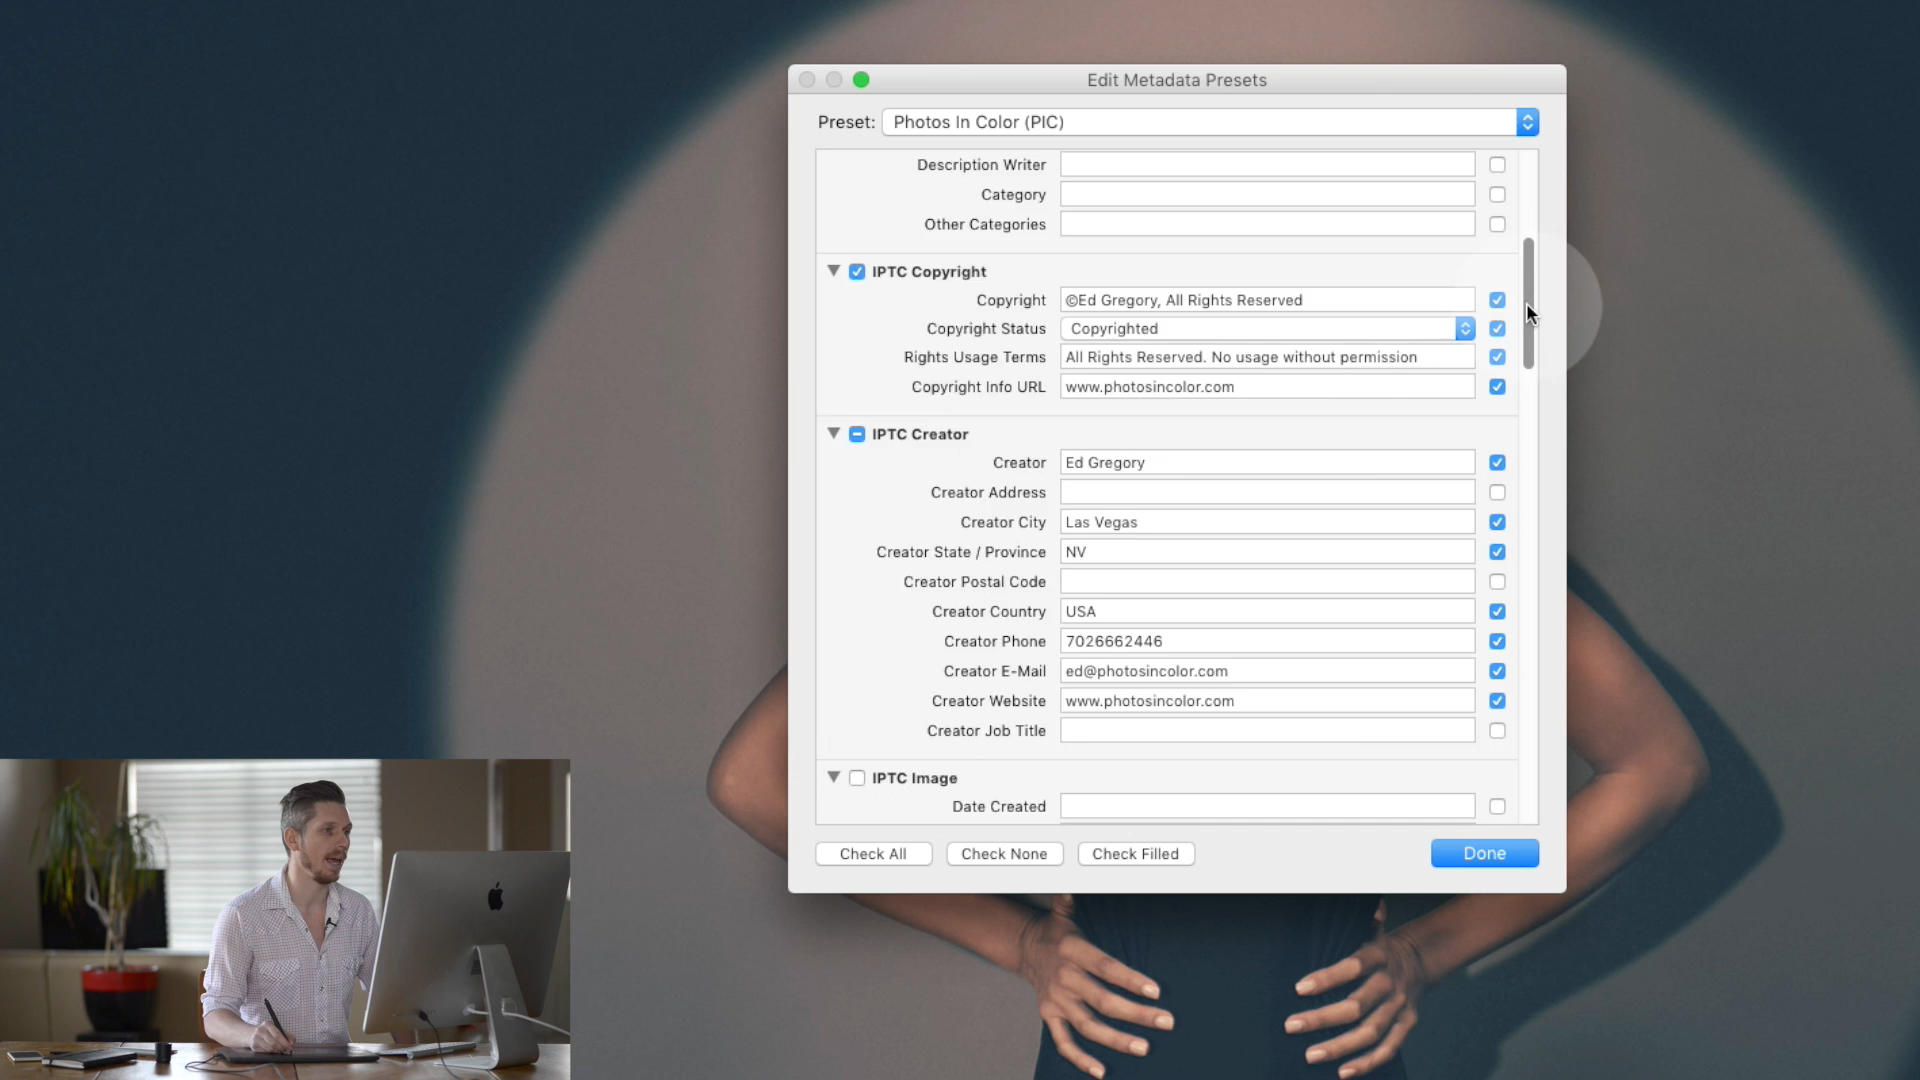 Edit Metadata Presets
Preset: Photos In Color (PIC)
Description Writer
Category
Other Categories
IPTC Copyright
Copyright ©Ed Gregory, All Rights Reserved
Copyright Status Copyrighted
Rights Usage Terms All Rights Reserved. No usage without permission
Copyright Info URL www.photosincolor.com
IPTC Creator
Creator Ed Gregory
Creator Address
Creator City Las Vegas
Creator State / Province NV
Creator Postal Code
Creator Country USA
Creator Phone 7026662446
Creator E-Mail ed@photosincolor.com
Creator Website www.photosincolor.com
Creator Job Title
IPTC Image
Date Created
Check All Check None Check Filled Done